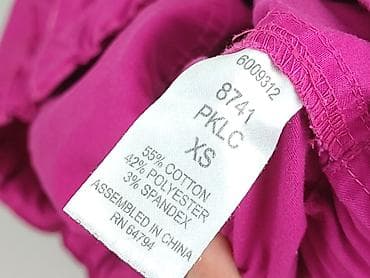 6009312
8741
PKLC
XS
55% COTTON
42% POLYESTER
3% SPANDEX
ASSEMBLED IN CHINA
RN 64794